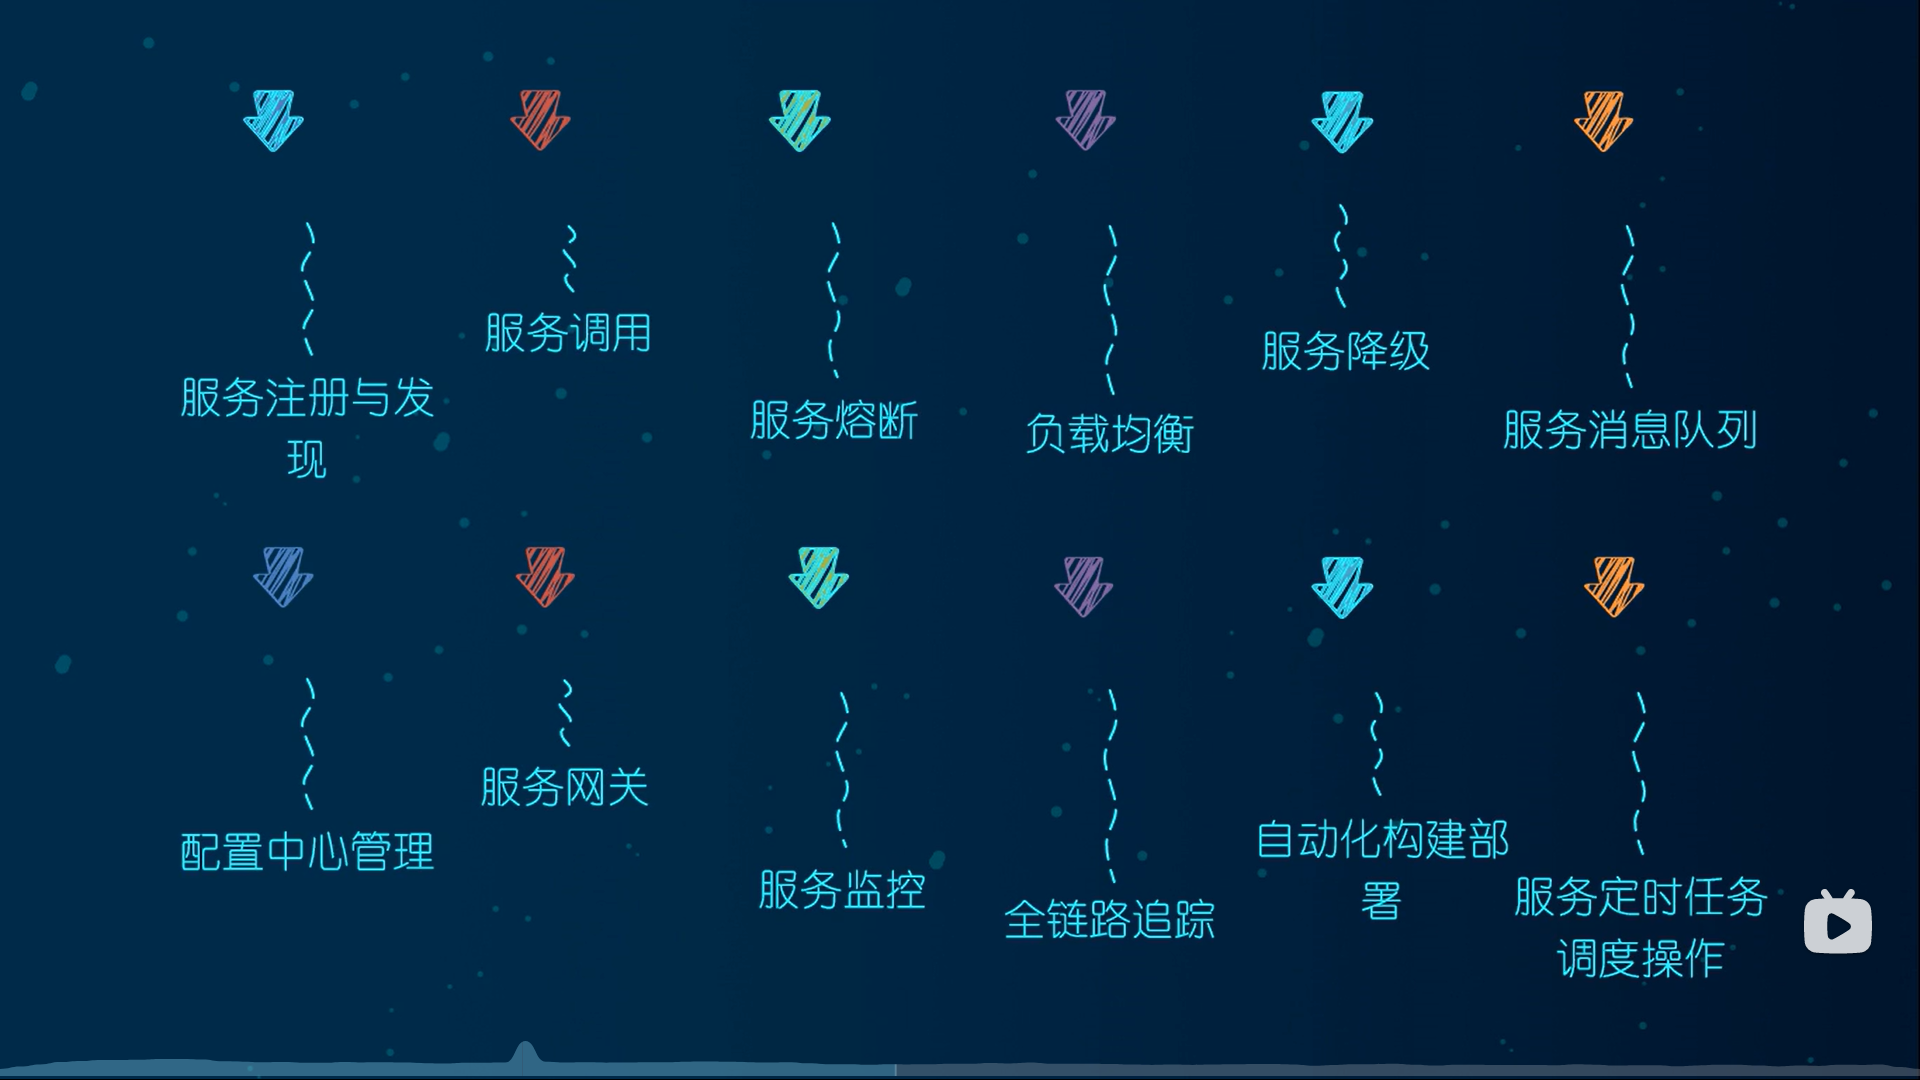 服务注册与发
现
服务调用
服务熔断
负载均衡
服务降级
服务消息队列
配置中心管理
服务网关
服务监控
全链路追踪
自动化构建部
署
服务定时任务
调度操作